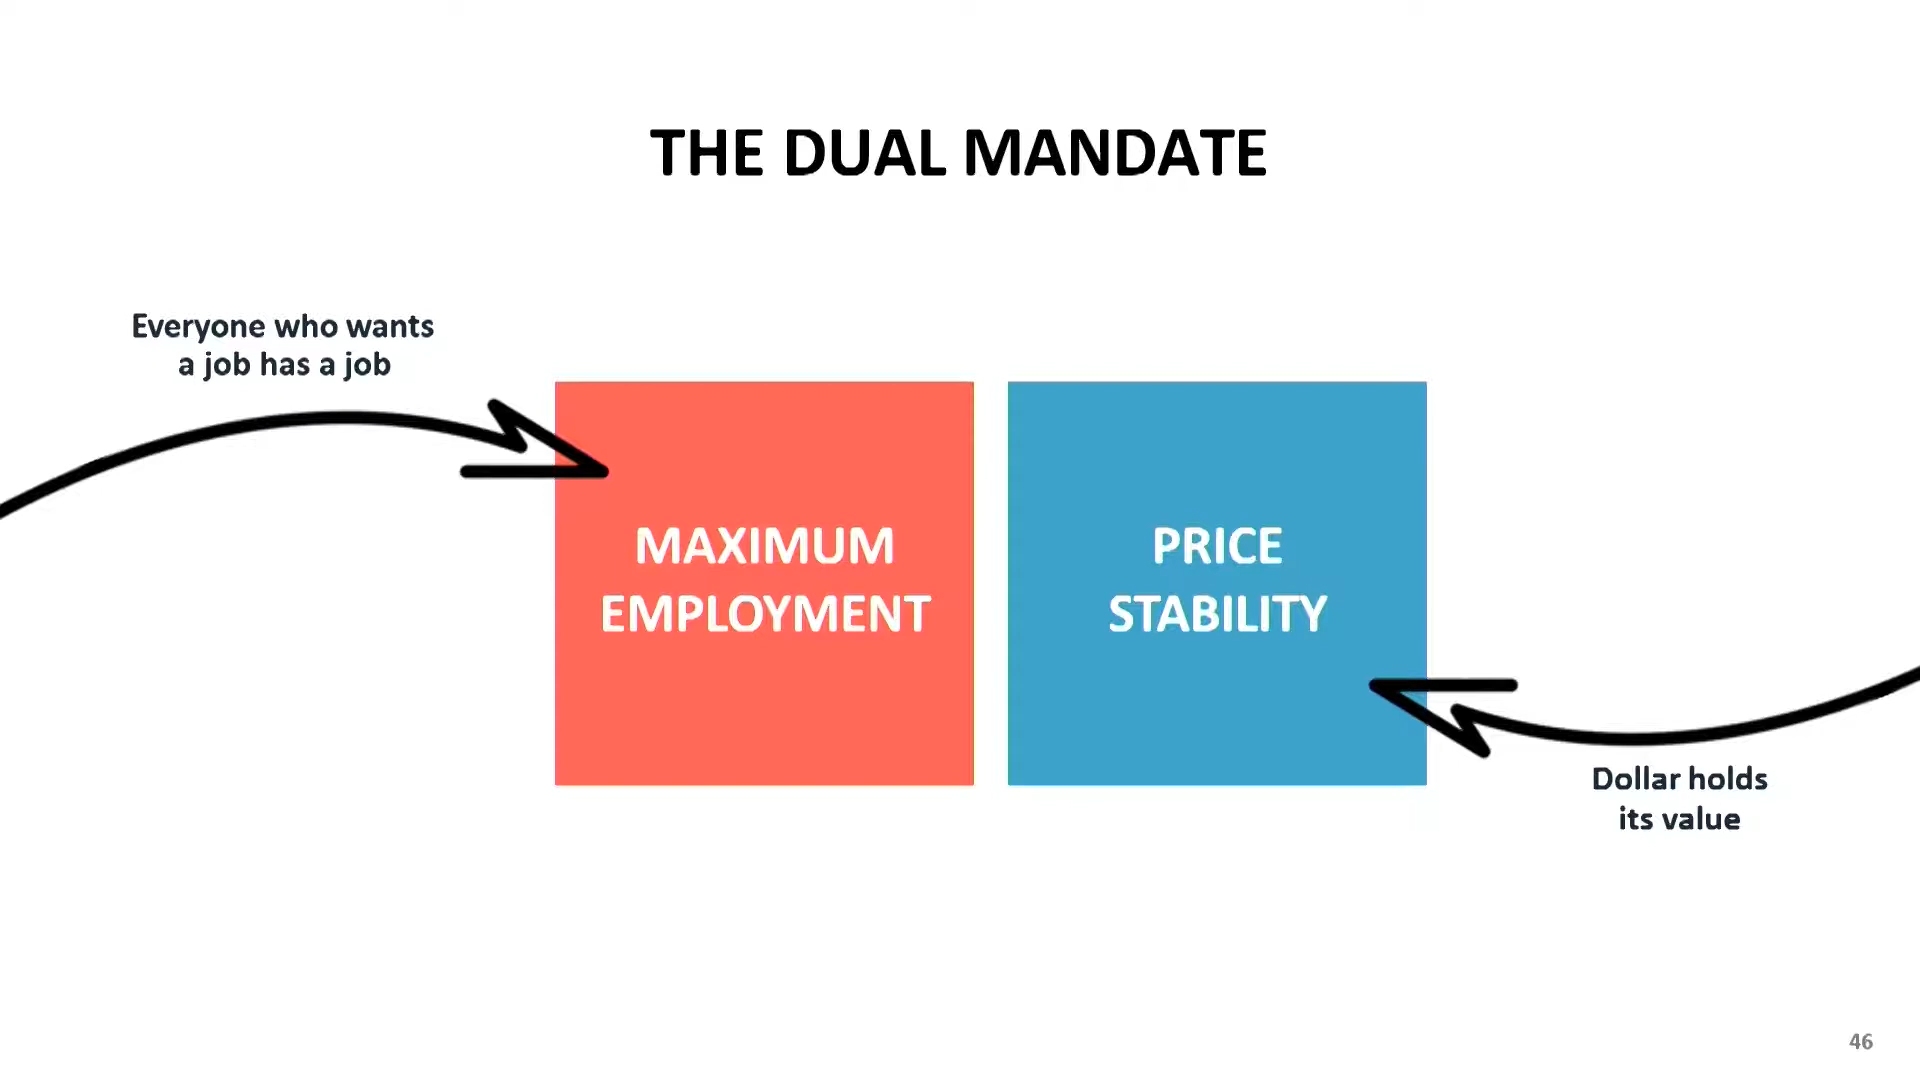 THE DUAL MANDATE
Everyone who wants
a job has a job
MAXIMUM
EMPLOYMENT
PRICE
STABILITY
Dollar holds
its value
46